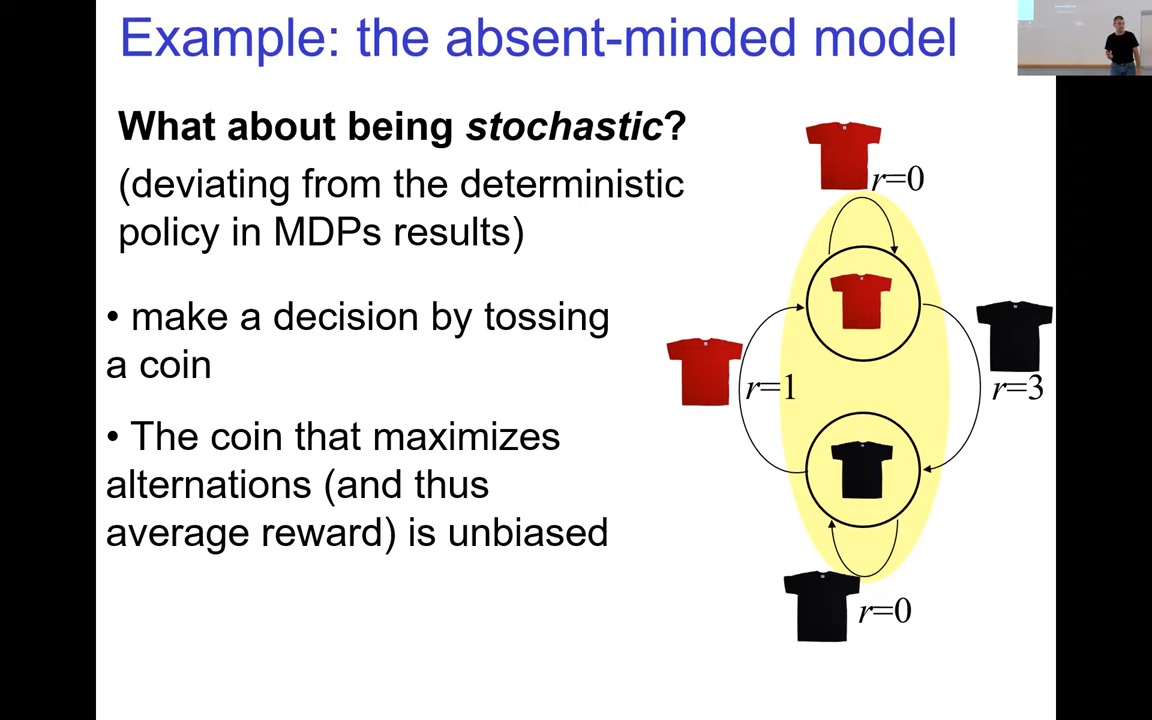 Example: the absent-minded model
What about being stochastic?
(deviating from the deterministic
policy in MDPs results)
• make a decision by tossing
a coin
• The coin that maximizes
alternations (and thus
average reward) is unbiased
r=0
r=1
r=3
r=0